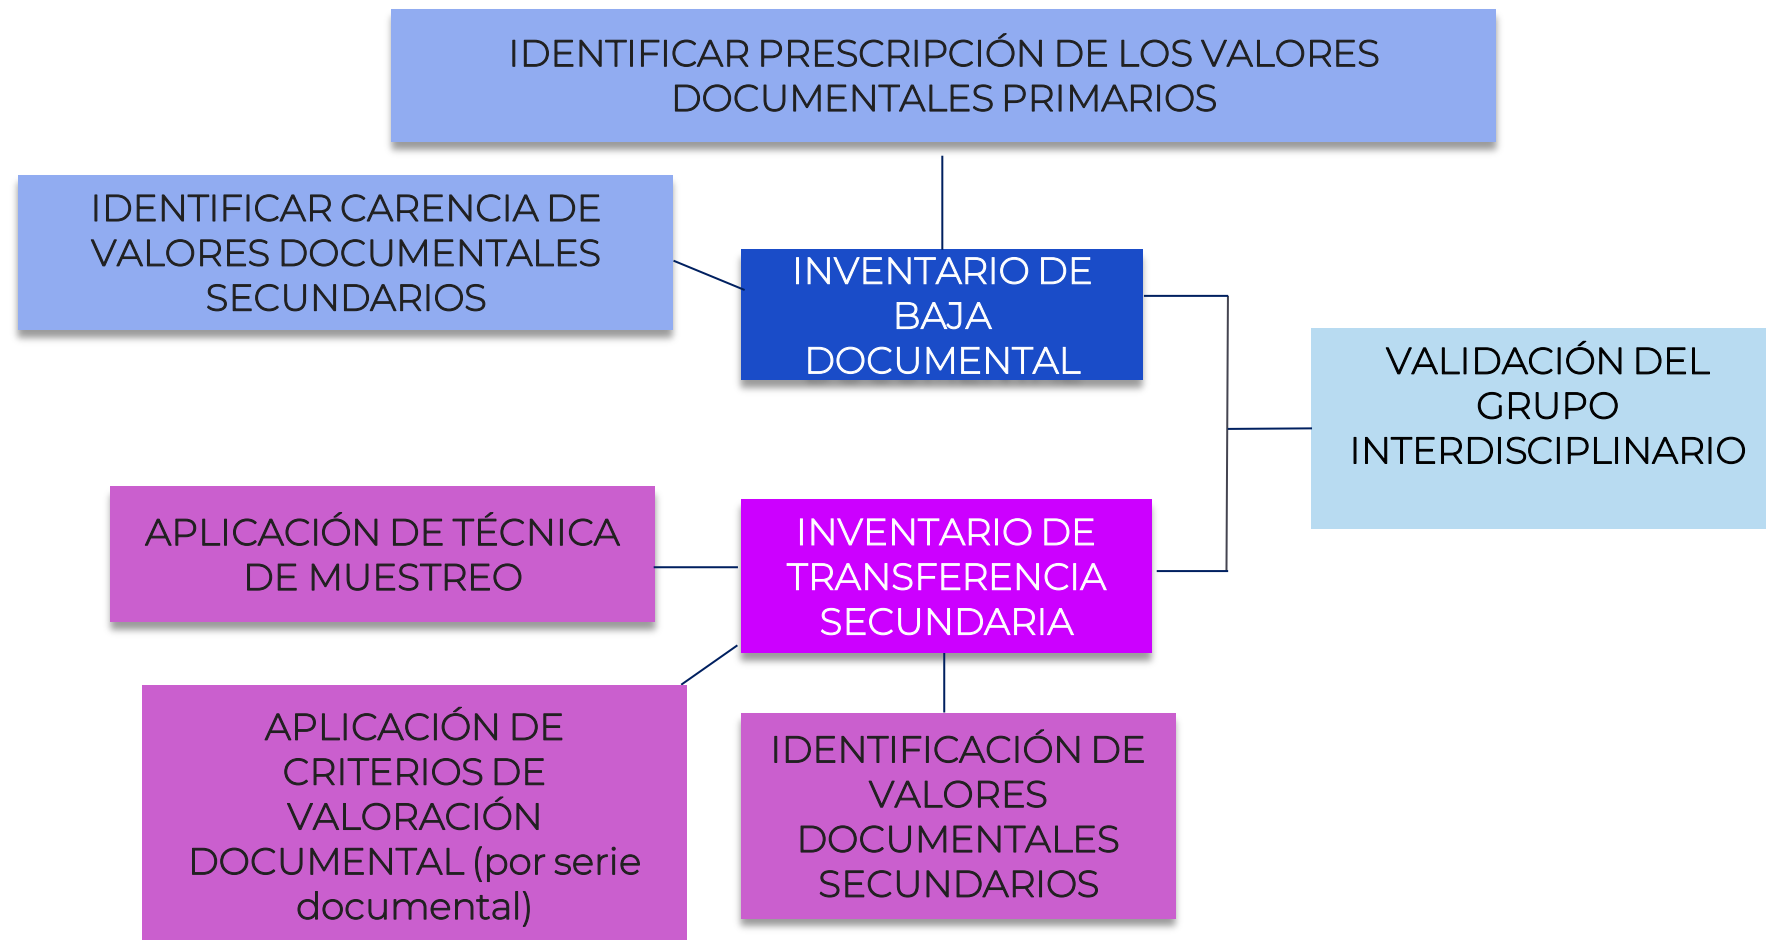 IDENTIFICAR PRESCRIPCIÓN DE LOS VALORES
DOCUMENTALES PRIMARIOS
IDENTIFICAR CARENCIA DE
VALORES DOCUMENTALES
SECUNDARIOS
INVENTARIO DE
BAJA
DOCUMENTAL
VALIDACIÓN DEL
GRUPO
INTERDISCIPLINARIO
APLICACIÓN DE TÉCNICA
DE MUESTREO
INVENTARIO DE
TRANSFERENCIA
SECUNDARIA
APLICACIÓN DE
CRITERIOS DE
VALORACIÓN
DOCUMENTAL (por serie
documental)
IDENTIFICACIÓN DE
VALORES
DOCUMENTALES
SECUNDARIOS